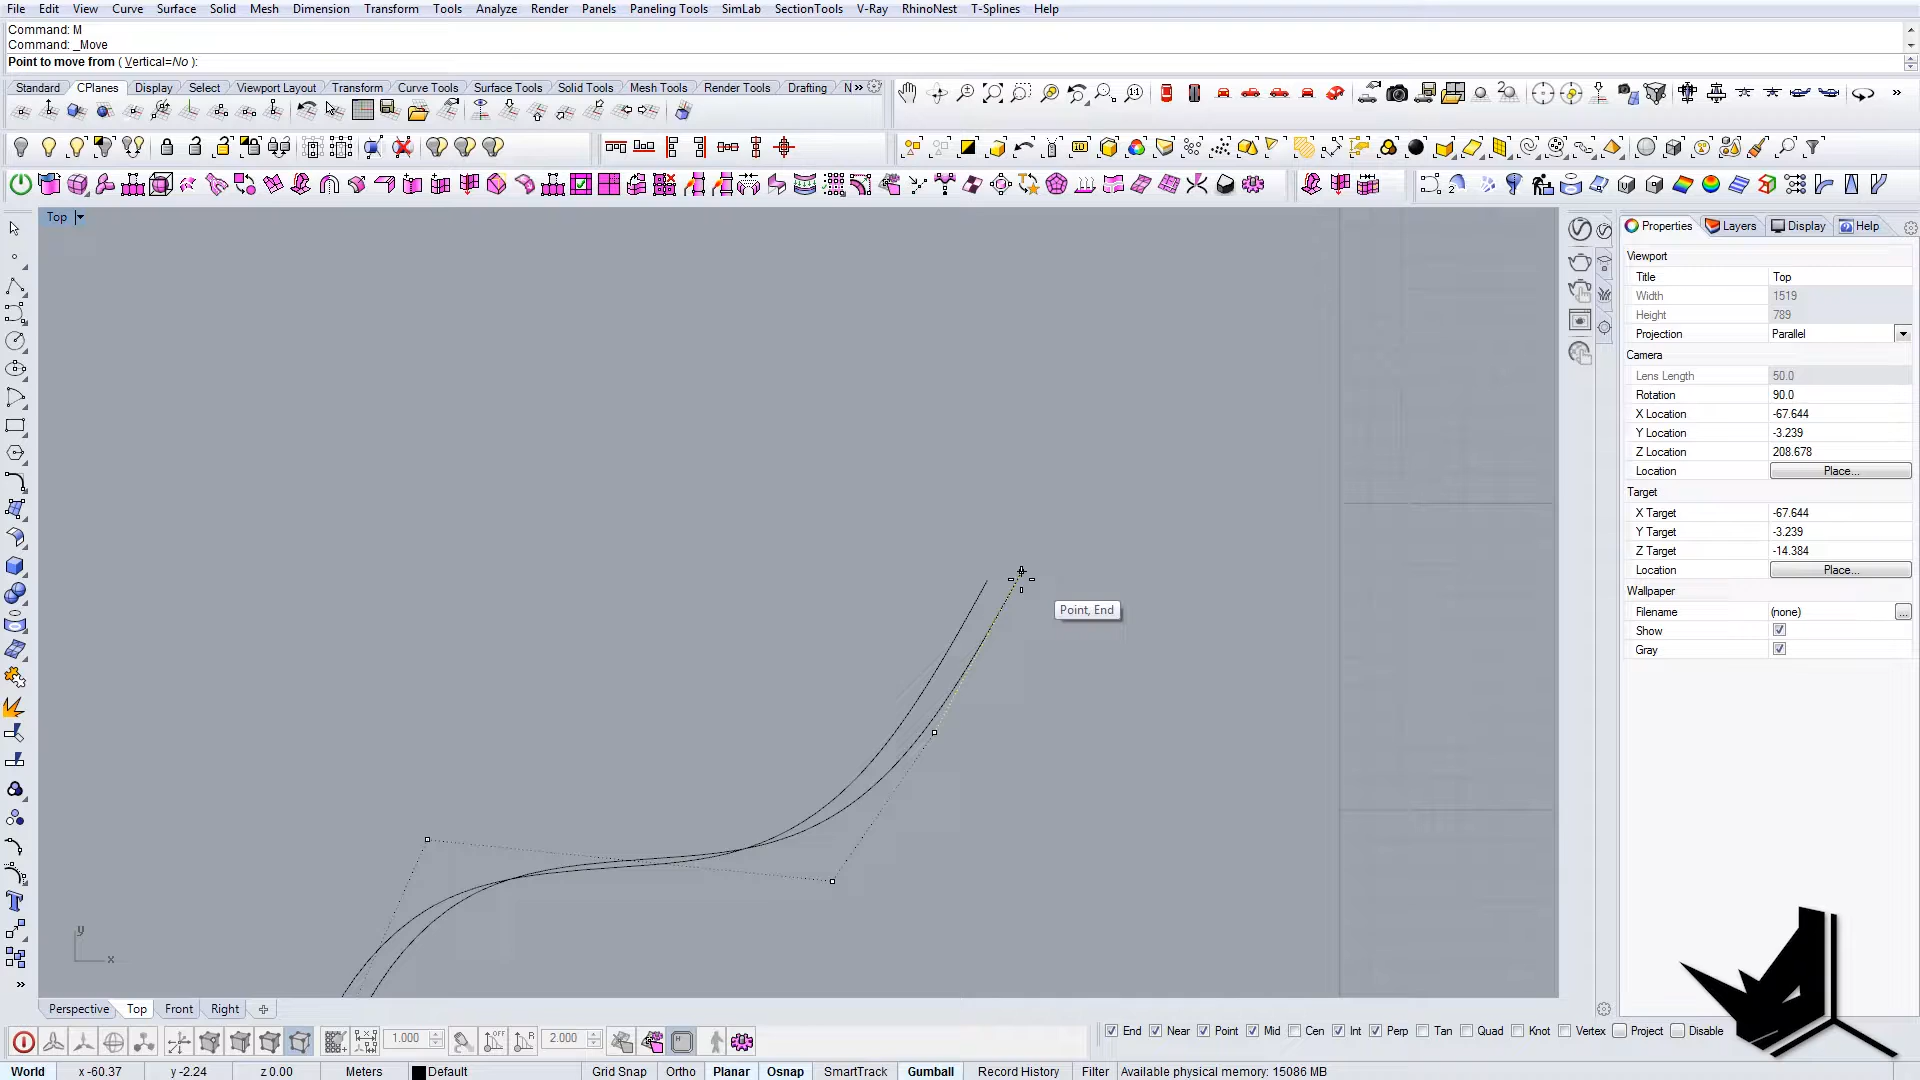 File Edit View Curve Surface Solid Mesh Dimension Transform Tools Analyze Render Panels Paneling Tools SimLab SectionTools V-Ray RhinoNest T-Splines Help
Command: M
Command: _Move
Point to move from ( Vertical=No ):
Standard CPlanes Display Select Viewport Layout Transform Curve Tools Surface Tools Solid Tools Mesh Tools Render Tools Drafting N »
Top
Properties Layers Display Help
Viewport
Title Top
Width 1519
Height 789
Projection Parallel
Camera
Lens Length 50.0
Rotation 90.0
X Location -67.644
Y Location -3.239
Z Location 208.678
Location Place...
Target
X Target -67.644
Y Target -3.239
Z Target -14.384
Location Place...
Wallpaper
Filename (none) ...
Show
Gray
Point, End
y
x
Perspective Top Front Right
1.000 2.000
End Near Point Mid Cen Int Perp Tan Quad Knot Vertex Project Disable
World x -60.37 y -2.24 z 0.00 Meters Default Grid Snap Ortho Planar Osnap SmartTrack Gumball Record History Filter Available physical memory: 15086 MB